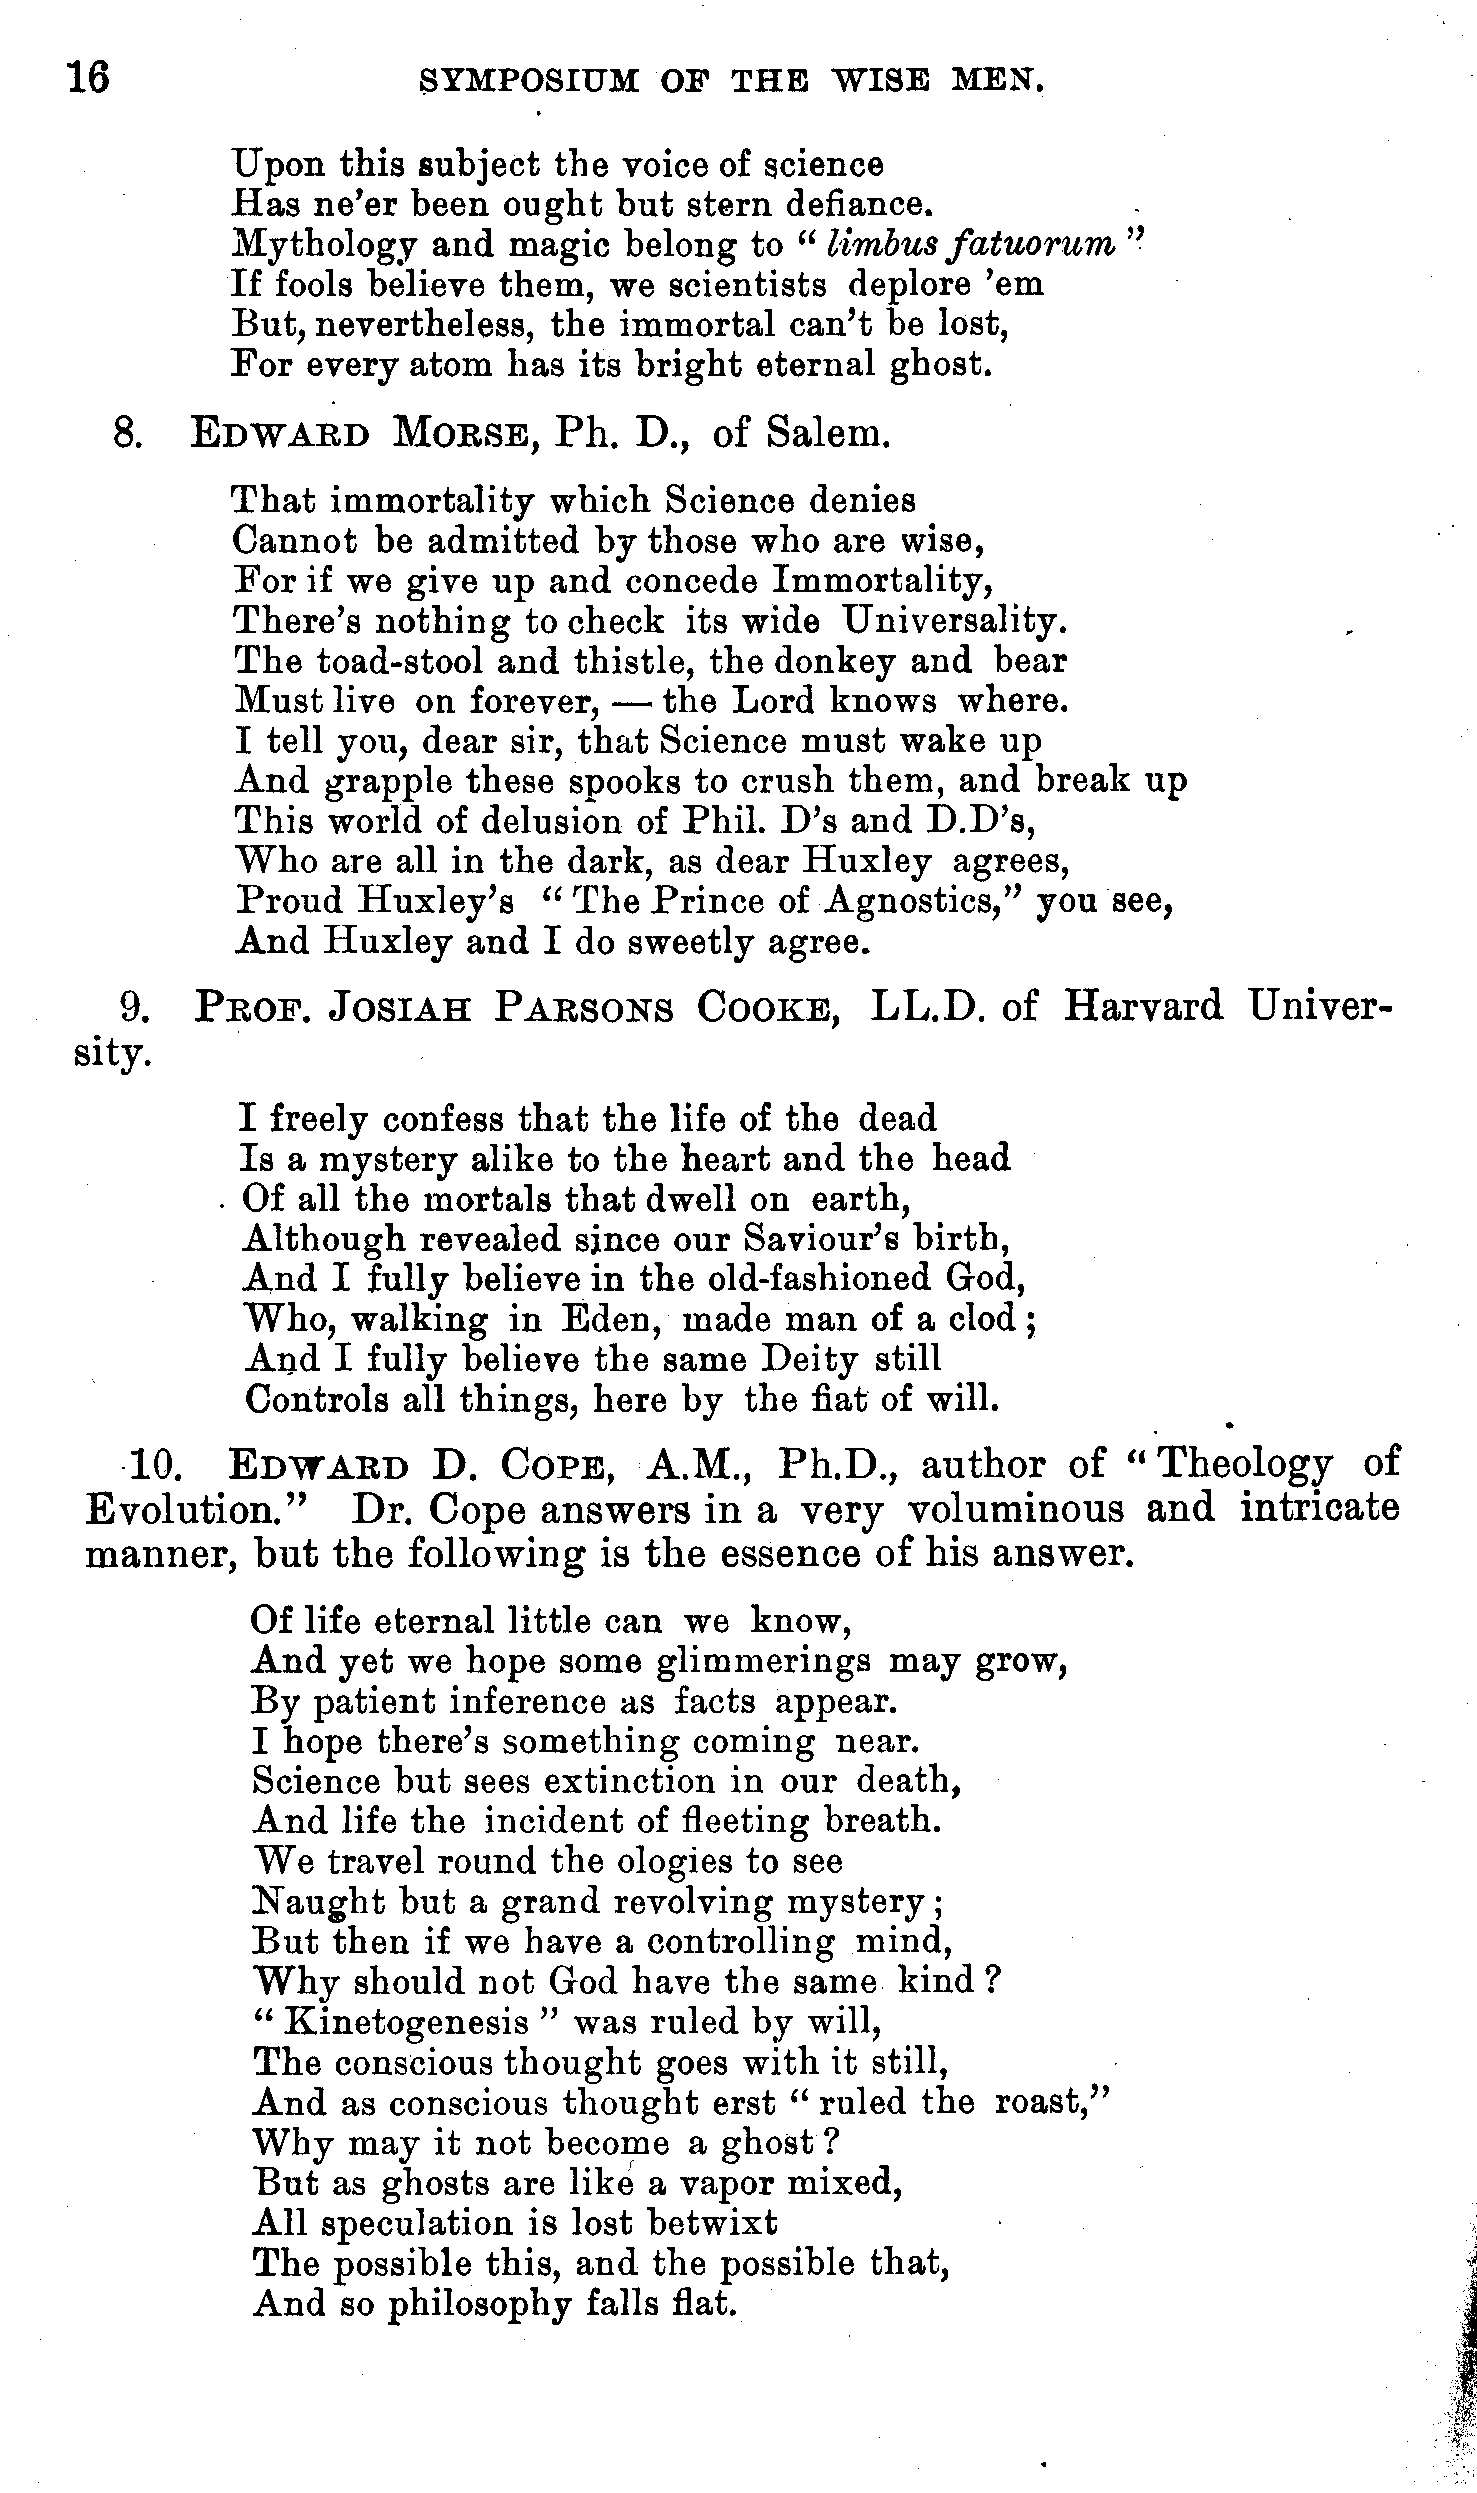 16 SYMPOSIUM OF THE WISE MEN.
Upon this subject the voice of science
Has ne'er been ought but stern defiance.
Mythology and magic belong to "limbus fatuorum"
If fools believe them, we scientists deplore 'em
But, nevertheless, the immortal can't be lost,
For every atom has its bright eternal ghost.
8. EDWARD MORSE, Ph. D., of Salem.
That immortality which Science denies
Cannot be admitted by those who are wise,
For if we give up and concede Immortality,
There's nothing to check its wide Universality.
The toad-stool and thistle, the donkey and bear
Must live on forever, — the Lord knows where.
I tell you, dear sir, that Science must wake up
And grapple these spooks to crush them, and break up
This world of delusion of Phil. D's and D.D's,
Who are all in the dark, as dear Huxley agrees,
Proud Huxley's "The Prince of Agnostics," you see,
And Huxley and I do sweetly agree.
9. PROF. JOSIAH PARSONS COOKE, LL.D. of Harvard Univer-
sity.
I freely confess that the life of the dead
Is a mystery alike to the heart and the head
Of all the mortals that dwell on earth,
Although revealed since our Saviour's birth,
And I fully believe in the old-fashioned God,
Who, walking in Eden, made man of a clod;
And I fully believe the same Deity still
Controls all things, here by the fiat of will.
10. EDWARD D. COPE, A.M., Ph.D., author of "Theology of
Evolution." Dr. Cope answers in a very voluminous and intricate
manner, but the following is the essence of his answer.
Of life eternal little can we know,
And yet we hope some glimmerings may grow,
By patient inference as facts appear.
I hope there's something coming near.
Science but sees extinction in our death,
And life the incident of fleeting breath.
We travel round the ologies to see
Naught but a grand revolving mystery;
But then if we have a controlling mind,
Why should not God have the same kind?
"Kinetogenesis" was ruled by will,
The conscious thought goes with it still,
And as conscious thought erst "ruled the roast,"
Why may it not become a ghost?
But as ghosts are like a vapor mixed,
All speculation is lost betwixt
The possible this, and the possible that,
And so philosophy falls flat.